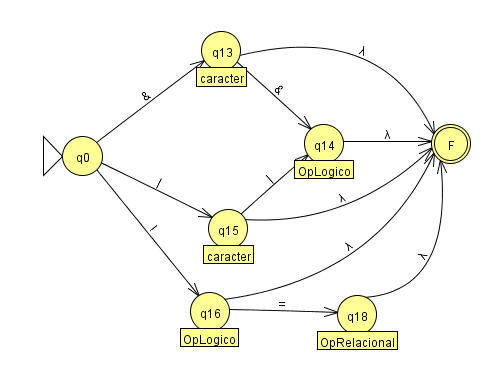 q13
λ
caracter
&
&
q14
λ
F
q0
OpLogico
|
|
q15
λ
caracter
λ
λ
q16
=
q18
OpLogico
OpRelacional